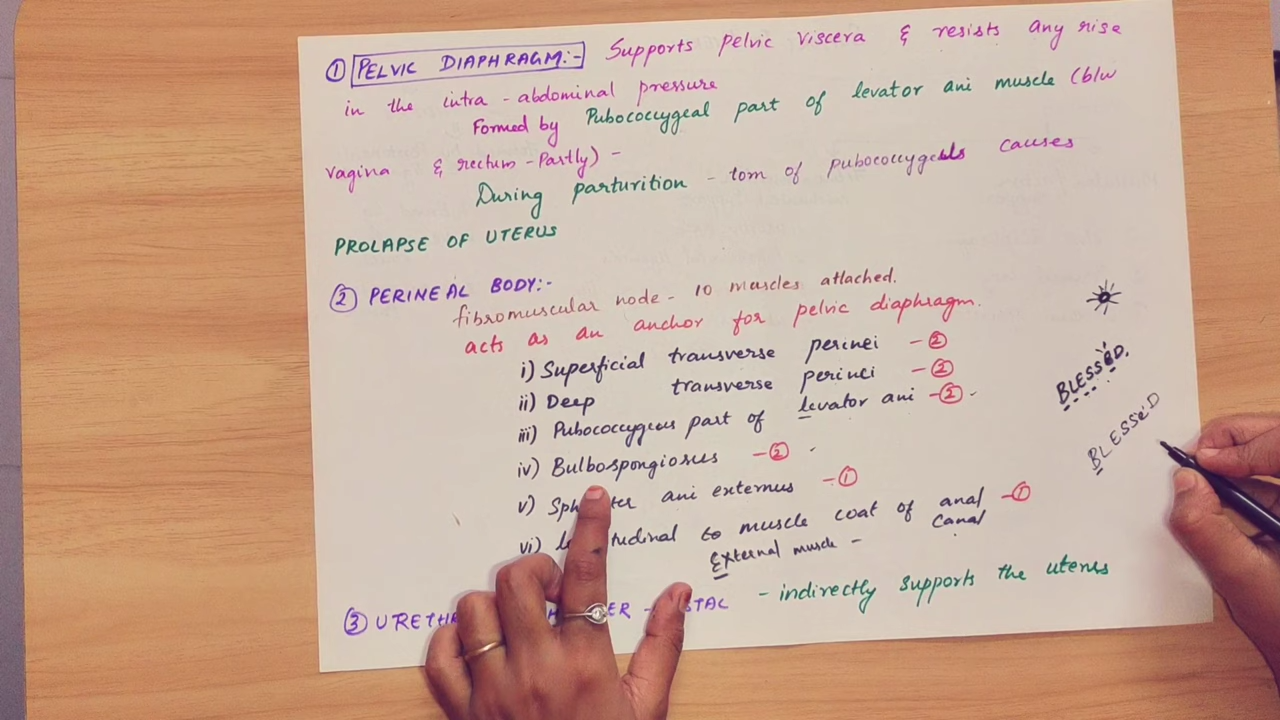 ① PELVIC DIAPHRAGM:- Supports pelvic viscera & resists any rise
in the intra - abdominal pressure
Formed by Pubococcygeal part of levator ani muscle (b/w
vagina & rectum - Partly) -
During parturition - torn of pubococcygeals causes
PROLAPSE OF UTERUS
② PERINEAL BODY:-
fibromuscular node - 10 muscles attached.
acts as an anchor for pelvic diaphragm.
i) Superficial transverse perinei - ②
ii) Deep transverse perinei - ②
iii) Pubococcygeus part of levator ani - ②
iv) Bulbospongiosus - ②
v) Sph ter ani externus - ①
vi) tudinal to muscle coat of anal canal - ①
External muscle -
③ URETH ER - - indirectly supports the uterus
BLESSED.
BLESSED